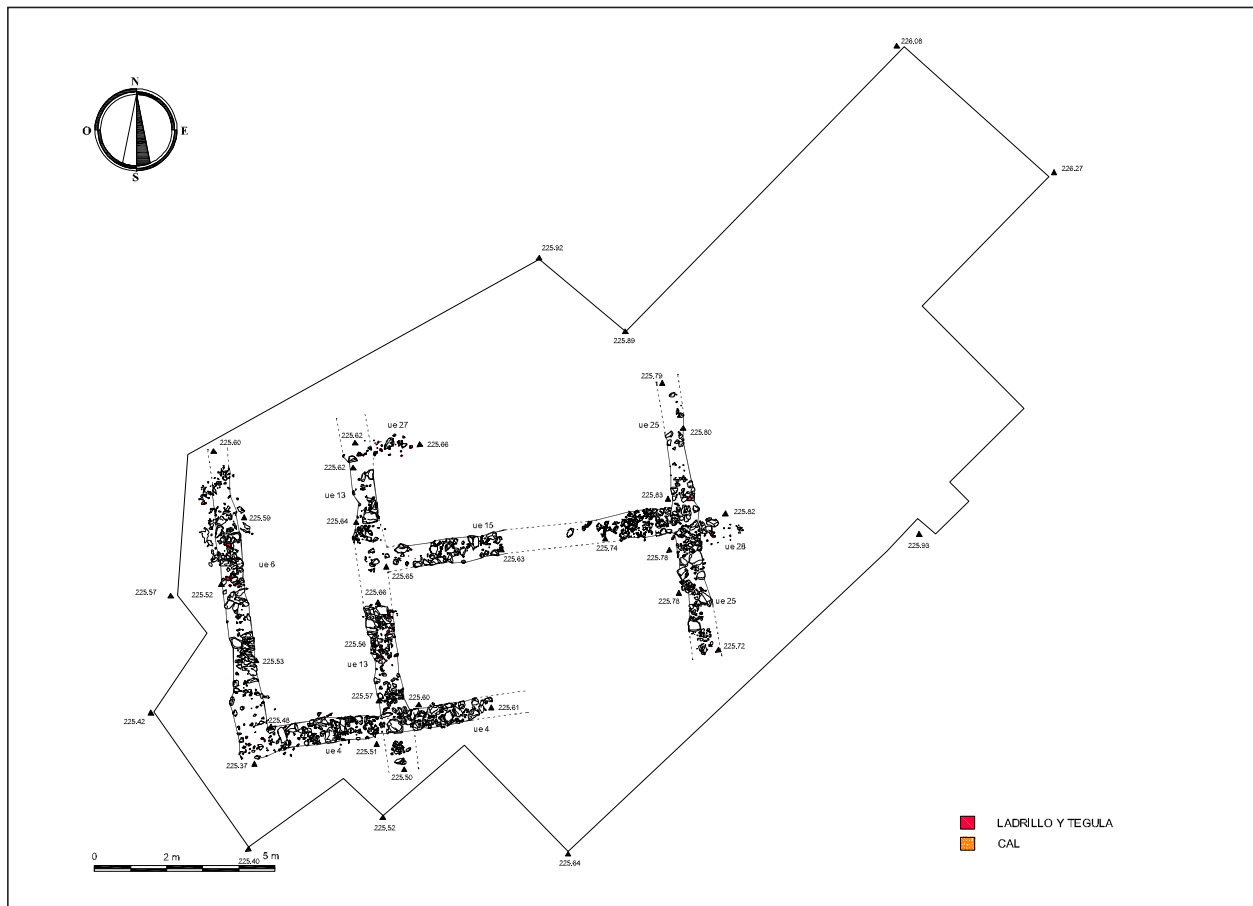 226.06
N
O
E
S
226.27
225.92
225.89
225.79
ue 25
225.80
ue 27
225.62
225.66
225.60
225.62
ue 13
225.83
225.82
225.64
225.59
ue 15
225.74
ue 28
225.93
225.63
225.78
ue 6
225.65
225.52
225.57
225.66
225.78
ue 25
225.56
225.72
225.53
ue 13
225.57
225.60
225.61
225.42
225.48
ue 4
ue 4
225.51
225.37
225.50
225.52
LADRILLO Y TEGULA
CAL
0 2 m 5 m
225.40
225.64